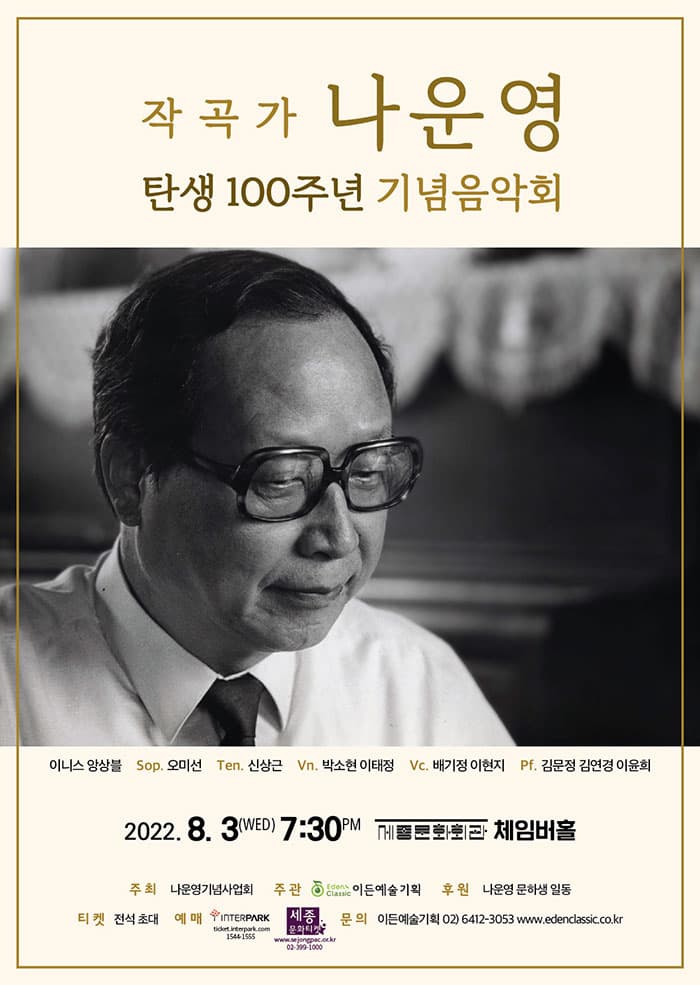 작곡가 나운영
탄생 100주년 기념음악회
이니스 앙상블 Sop. 오미선 Ten. 신상근 Vn. 박소현 이태정 Vc. 배기정 이현지 Pf. 김문정 김연경 이윤희
2022. 8. 3(WED) 7:30PM 세종문화회관 체임버홀
주최 나운영기념사업회 주관 Eden Classic 이든예술기획 후원 나운영 문하생 일동
티켓 전석 초대 예매 INTERPARK ticket.interpark.com 1544-1555 세종문화티켓 www.sejongpac.or.kr 02-399-1000 문의 이든예술기획 02) 6412-3053 www.edenclassic.co.kr